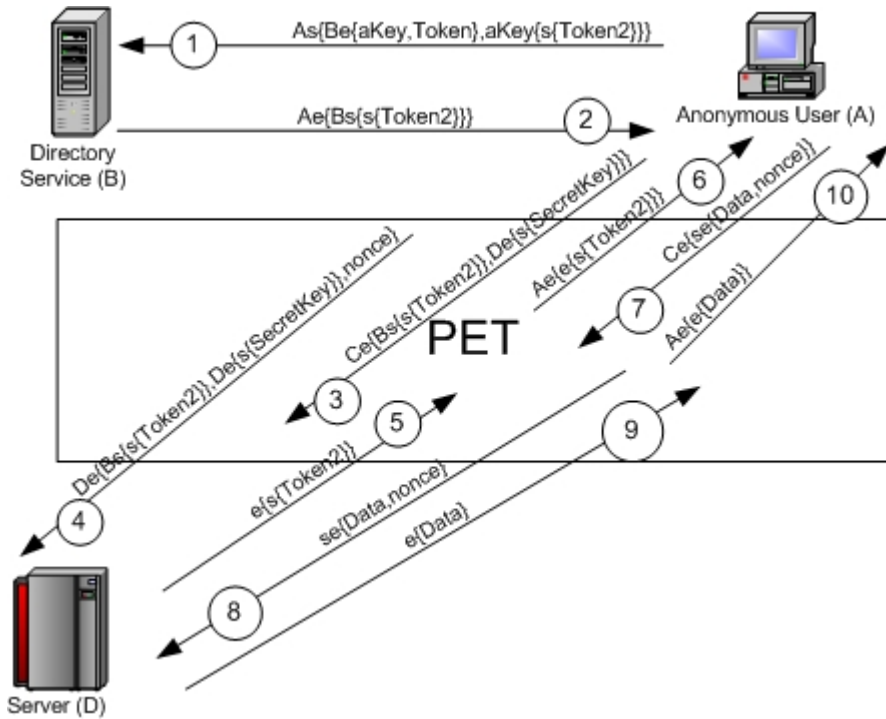 As{Be{aKey,Token},aKey{s{Token2}}}
1
Ae{Bs{s{Token2}}}
2
Directory
Service (B)
Anonymous User (A)
6
10
Ce{Bs{s{Token2}},De{s{SecretKey}}}
Ae{e{s{Token2}}}
Ce{se{Data,nonce}}
De{Bs{s{Token2}},De{s{SecretKey}},nonce}
7
Ae{e{Data}}
PET
3
5
9
4
e{s{Token2}}
se{Data,nonce}
e{Data}
8
Server (D)